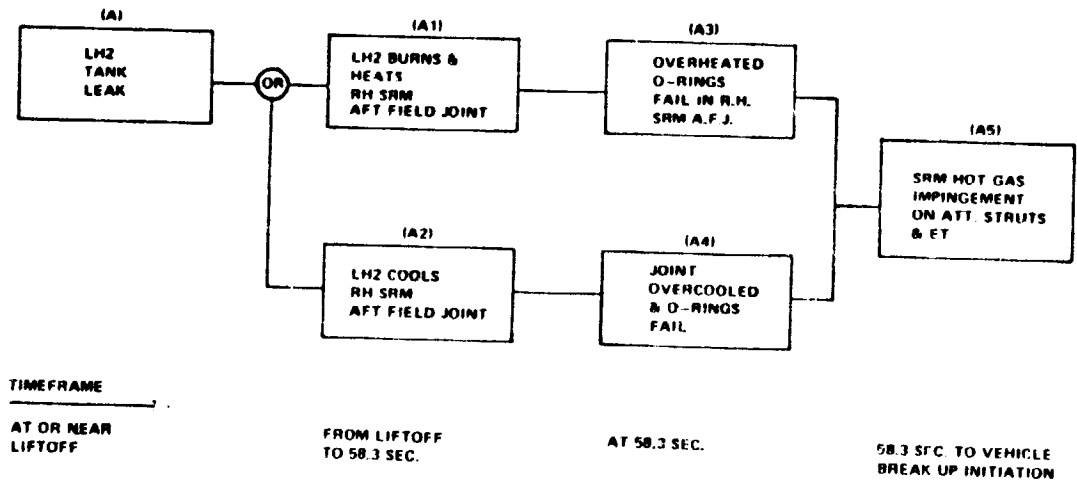 (A)
LH2
TANK
LEAK
OR
(A1)
LH2 BURNS &
HEATS
RH SRM
AFT FIELD JOINT
(A3)
OVERHEATED
O-RINGS
FAIL IN R.H.
SRM A.F.J.
(A5)
SRM HOT GAS
IMPINGEMENT
ON ATT. STRUTS
& ET
(A2)
LH2 COOLS
RH SRM
AFT FIELD JOINT
(A4)
JOINT
OVERCOOLED
& O-RINGS
FAIL
TIMEFRAME
AT OR NEAR
LIFTOFF
FROM LIFTOFF
TO 58.3 SEC.
AT 58.3 SEC.
58.3 SEC. TO VEHICLE
BREAK UP INITIATION